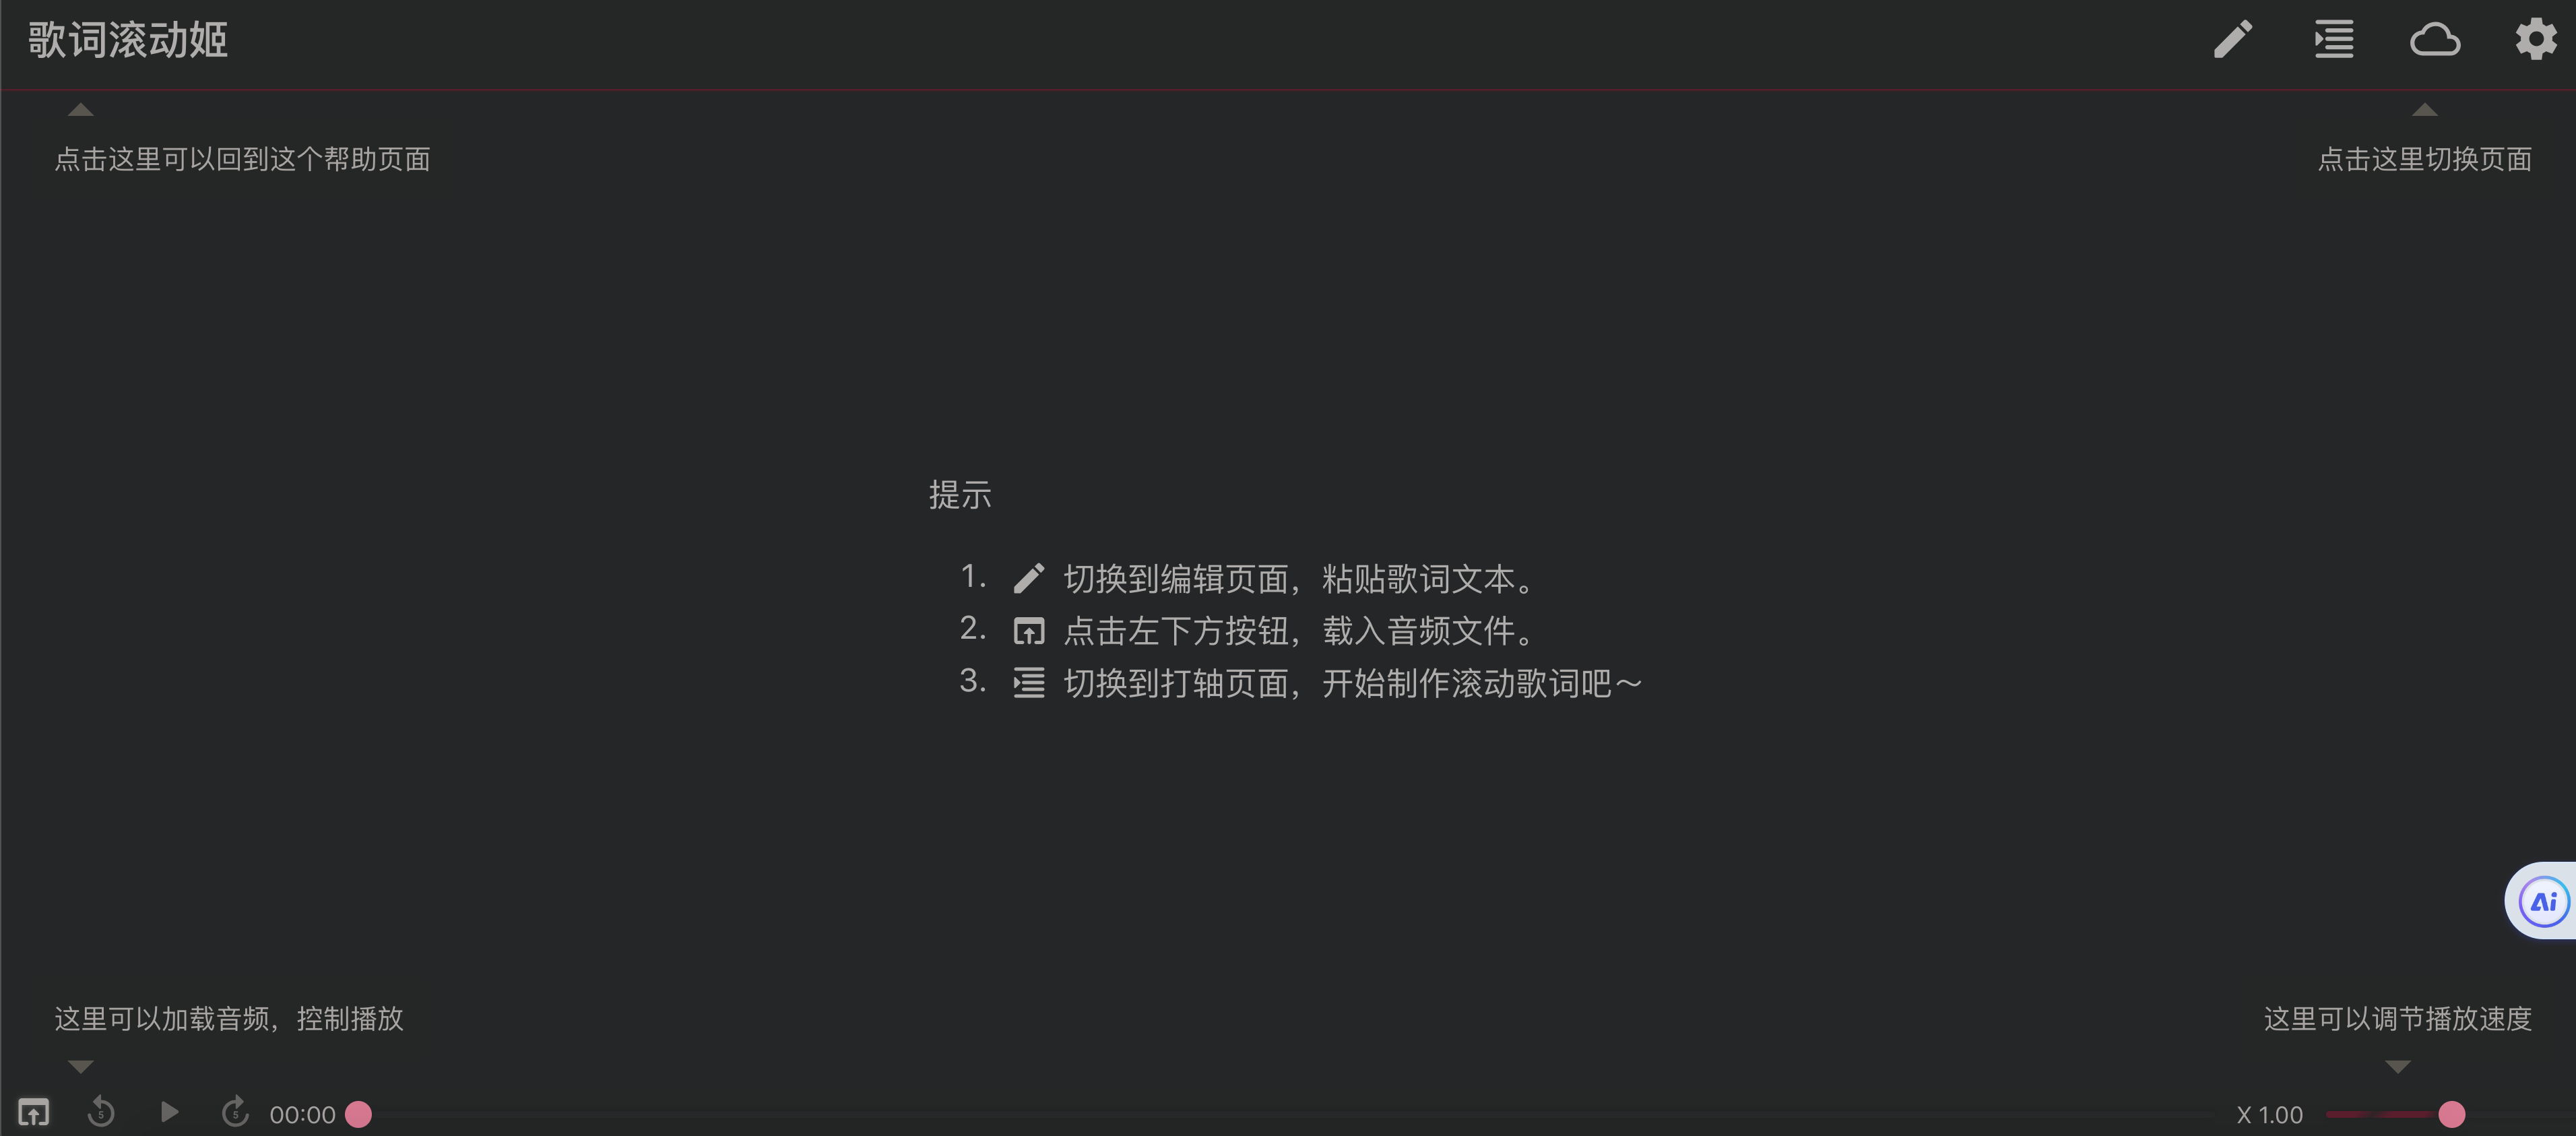 歌词滚动姬
点击这里可以回到这个帮助页面
点击这里切换页面
提示
1. 切换到编辑页面，粘贴歌词文本。
2. 点击左下方按钮，载入音频文件。
3. 切换到打轴页面，开始制作滚动歌词吧～
Ai
这里可以加载音频，控制播放
这里可以调节播放速度
5
5
00:00
X 1.00